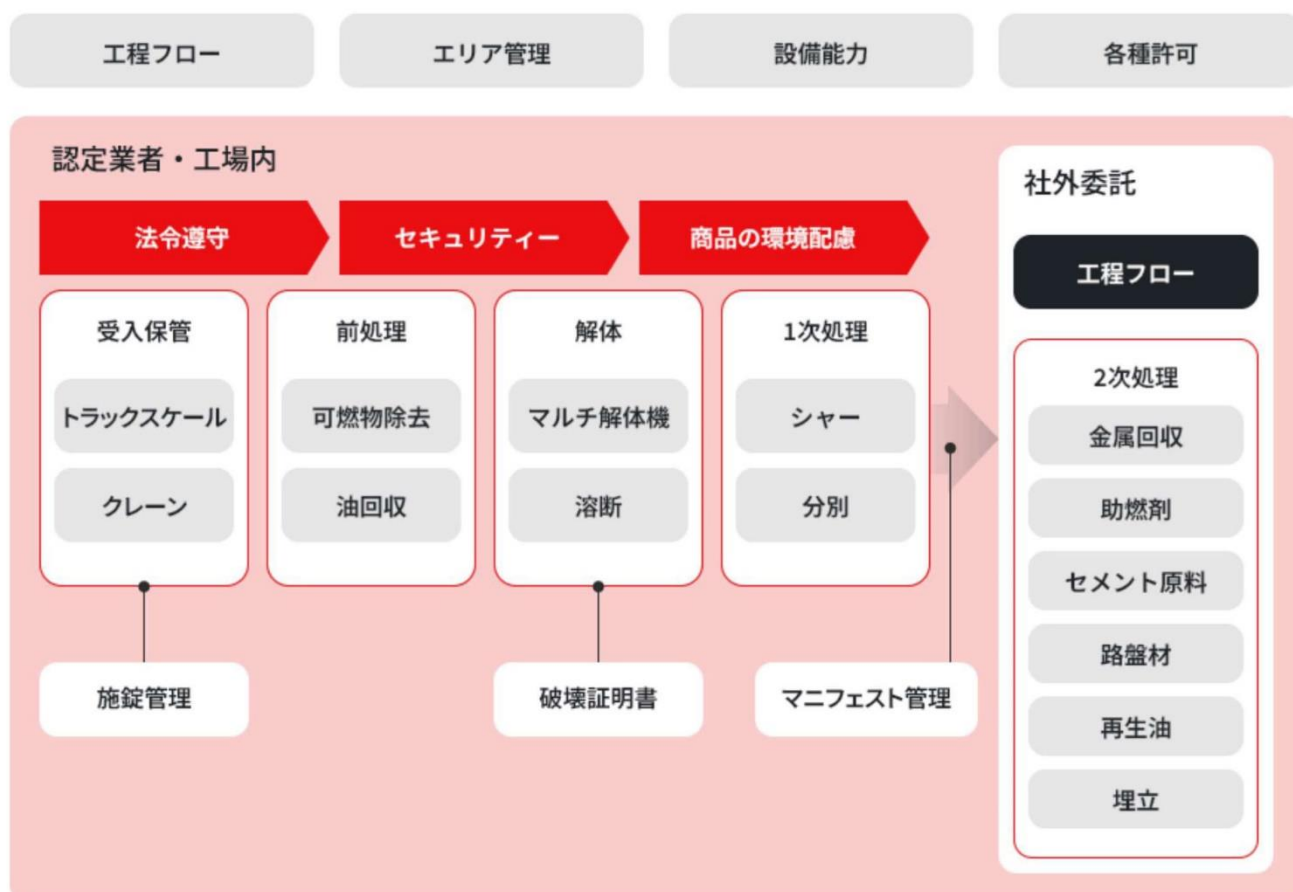 工程フロー
エリア管理
設備能力
各種許可
認定業者・工場内
法令遵守
セキュリティー
商品の環境配慮
受入保管
トラックスケール
クレーン
前処理
可燃物除去
油回収
解体
マルチ解体機
溶断
1次処理
シャー
分別
施錠管理
破壊証明書
マニフェスト管理
社外委託
工程フロー
2次処理
金属回収
助燃剤
セメント原料
路盤材
再生油
埋立